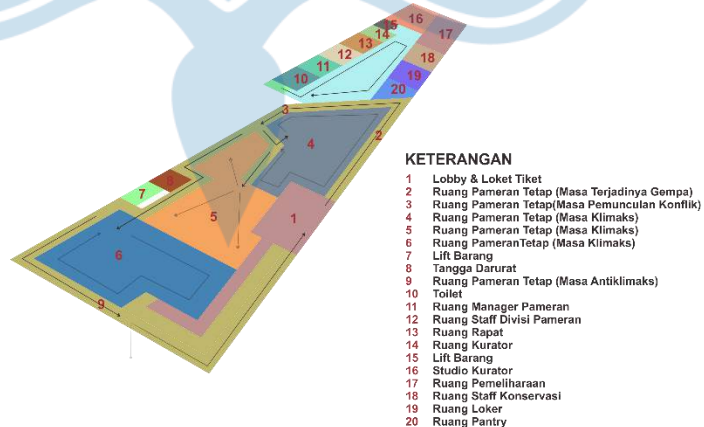 15
16
14
17
13
12
18
11
19
10
20
3
2
4
8
7
1
5
6
9
KETERANGAN
1 Lobby & Loket Tiket
2 Ruang Pameran Tetap (Masa Terjadinya Gempa)
3 Ruang Pameran Tetap(Masa Pemunculan Konflik)
4 Ruang Pameran Tetap (Masa Klimaks)
5 Ruang Pameran Tetap (Masa Klimaks)
6 Ruang PameranTetap (Masa Klimaks)
7 Lift Barang
8 Tangga Darurat
9 Ruang Pameran Tetap (Masa Antiklimaks)
10 Toilet
11 Ruang Manager Pameran
12 Ruang Staff Divisi Pameran
13 Ruang Rapat
14 Ruang Kurator
15 Lift Barang
16 Studio Kurator
17 Ruang Pemeliharaan
18 Ruang Staff Konservasi
19 Ruang Loker
20 Ruang Pantry